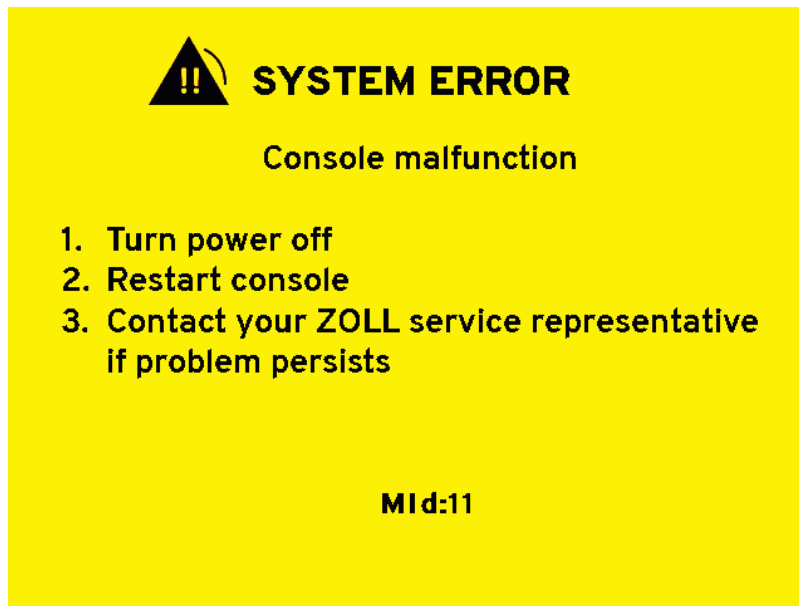 !!
SYSTEM ERROR
Console malfunction
1. Turn power off
2. Restart console
3. Contact your ZOLL service representative
if problem persists
MId:11